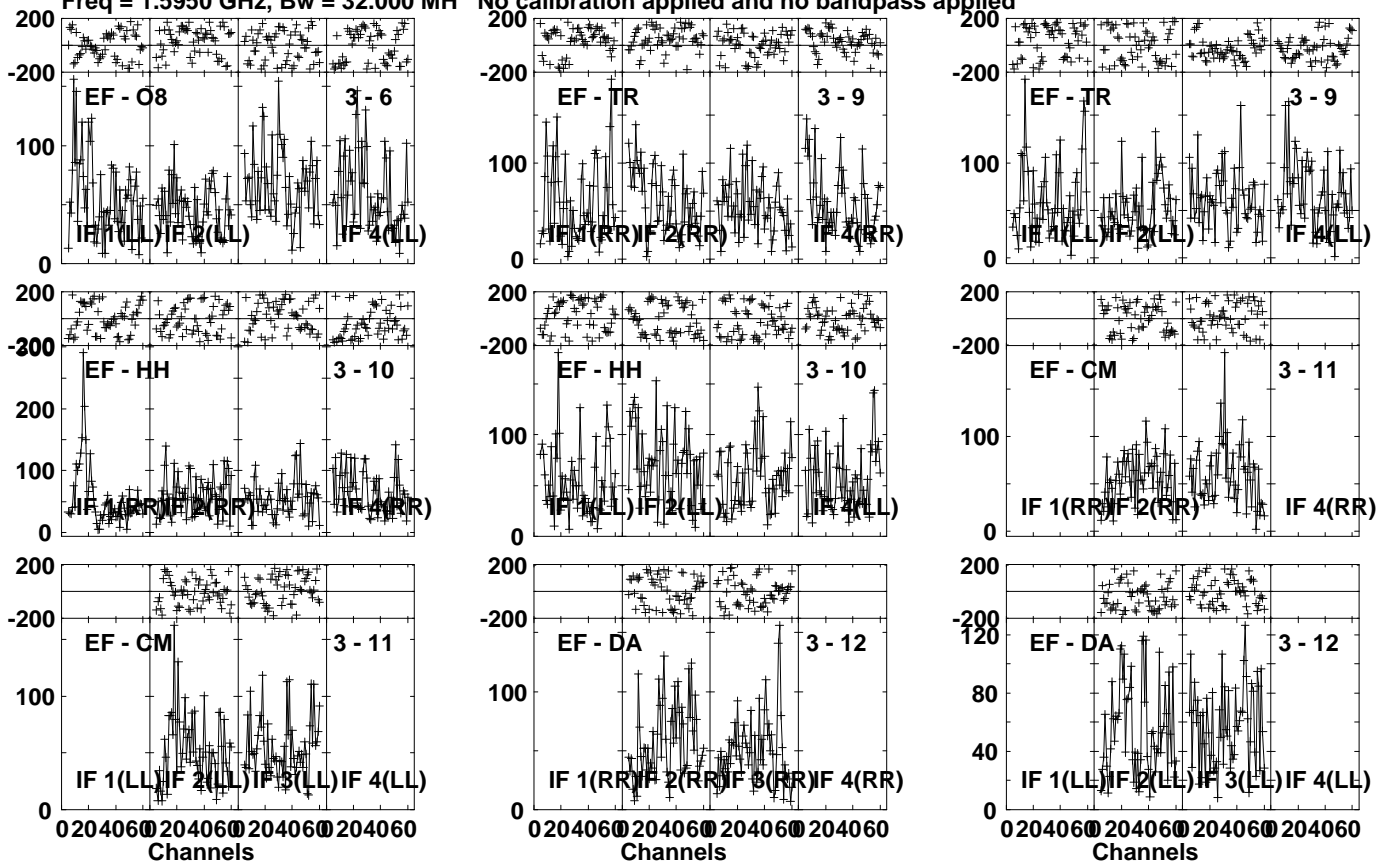 Freq = 1.5950 GHz, Bw = 32.000 MH No calibration applied and no bandpass applied
200
-200
EF - O8 3 - 6
100
IF 1(LL) IF 2(LL) IF 4(LL)
0
200
-200
EF - TR 3 - 9
100
IF 1(RR) IF 2(RR) IF 4(RR)
0
200
-200
EF - TR 3 - 9
100
IF 1(LL) IF 2(LL) IF 4(LL)
0
200
-200
300
EF - HH 3 - 10
200
100
IF 1(RR) IF 2(RR) IF 4(RR)
0
200
-200
EF - HH 3 - 10
100
IF 1(LL) IF 2(LL) IF 4(LL)
0
200
-200
EF - CM 3 - 11
100
IF 1(RR) IF 2(RR) IF 4(RR)
0
200
-200
EF - CM 3 - 11
100
IF 1(LL) IF 2(LL) IF 3(LL) IF 4(LL)
0
0 20 40 60 0 20 40 60 0 20 40 60 0 20 40 60
Channels
200
-200
EF - DA 3 - 12
100
IF 1(RR) IF 2(RR) IF 3(RR) IF 4(RR)
0
0 20 40 60 0 20 40 60 0 20 40 60 0 20 40 60
Channels
200
-200
120
EF - DA 3 - 12
80
40
IF 1(LL) IF 2(LL) IF 3(LL) IF 4(LL)
0
0 20 40 60 0 20 40 60 0 20 40 60 0 20 40 60
Channels